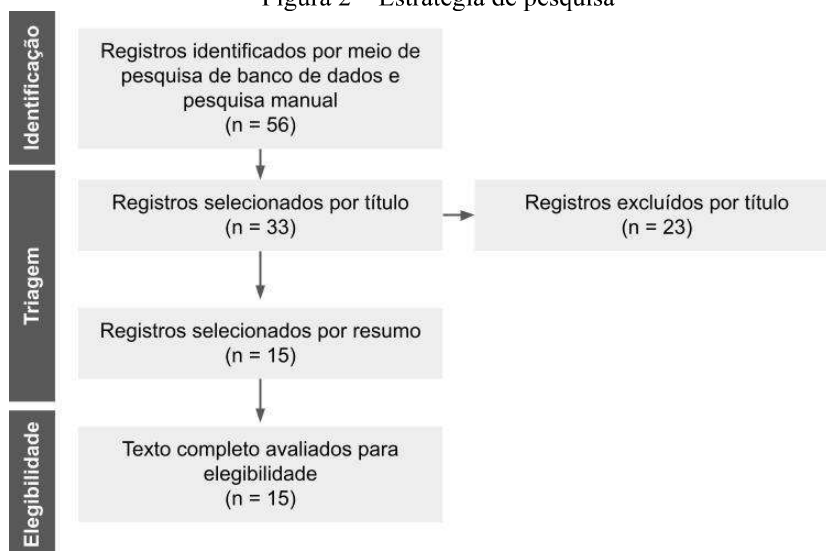 Figura 2 – Estratégia de pesquisa
Identificação
Registros identificados por meio de
pesquisa de banco de dados e
pesquisa manual
(n = 56)
Triagem
Registros selecionados por título
(n = 33)
Registros excluídos por título
(n = 23)
Registros selecionados por resumo
(n = 15)
Elegibilidade
Texto completo avaliados para
elegibilidade
(n = 15)